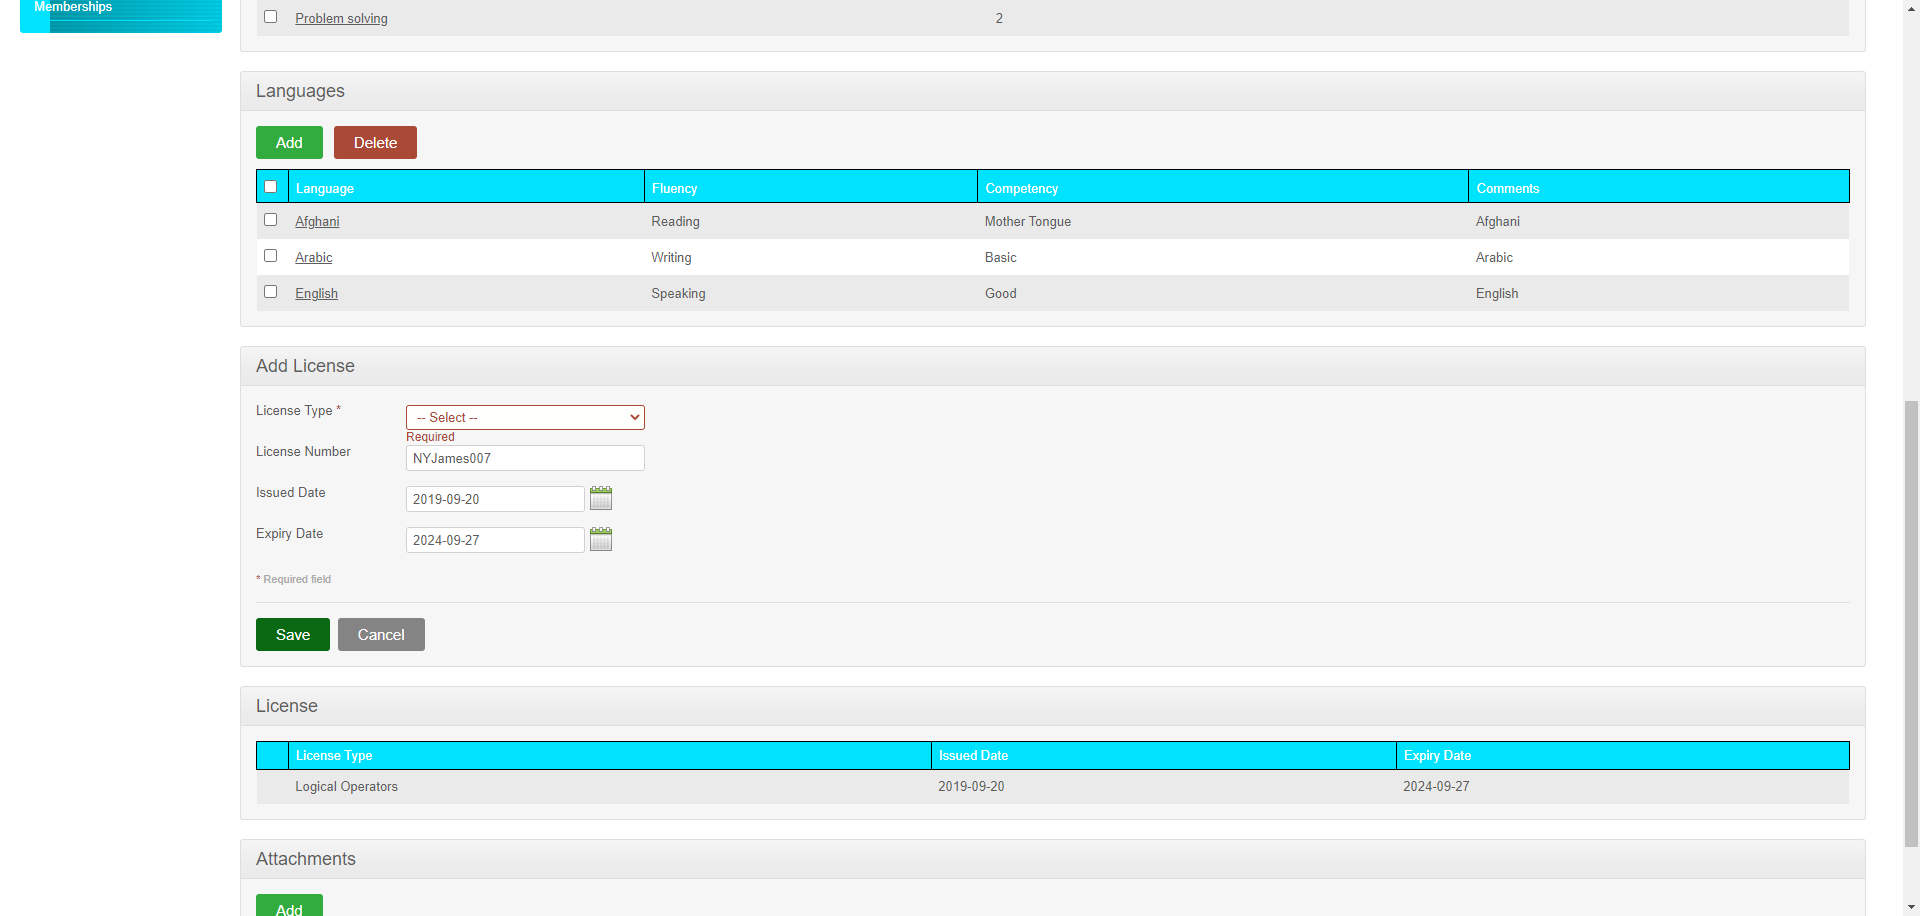 Memberships
Problem solving 2
Languages
Add Delete
Language Fluency Competency Comments
Afghani Reading Mother Tongue Afghani
Arabic Writing Basic Arabic
English Speaking Good English
Add License
License Type * -- Select --
Required
License Number NYJames007
Issued Date 2019-09-20
Expiry Date 2024-09-27
* Required field
Save Cancel
License
License Type Issued Date Expiry Date
Logical Operators 2019-09-20 2024-09-27
Attachments
Add